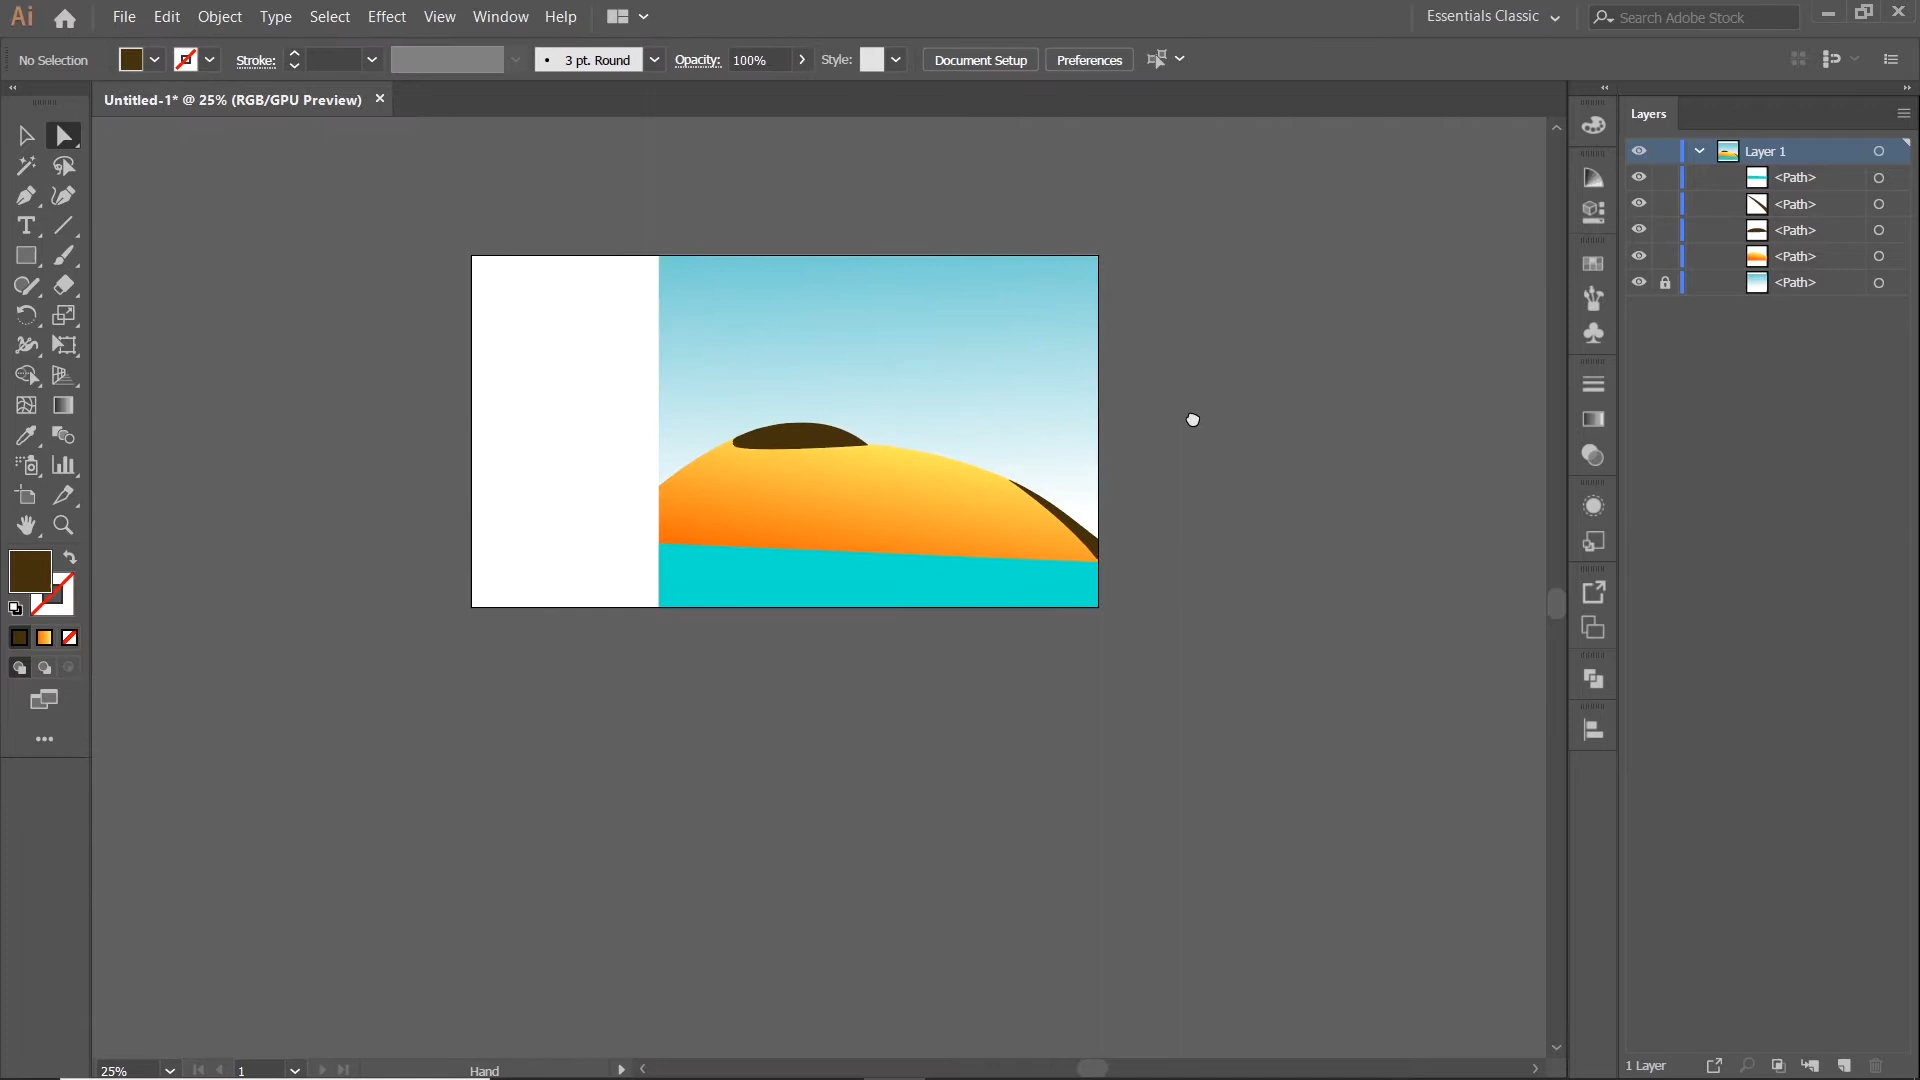 Ai File Edit Object Type Select Effect View Window Help Essentials Classic Search Adobe Stock
No Selection Stroke: 3 pt. Round Opacity: 100% Style: Document Setup Preferences
Untitled-1* @ 25% (RGB/GPU Preview)
Layers
Layer 1
<Path>
<Path>
<Path>
<Path>
<Path>
25% 1 Hand 1 Layer